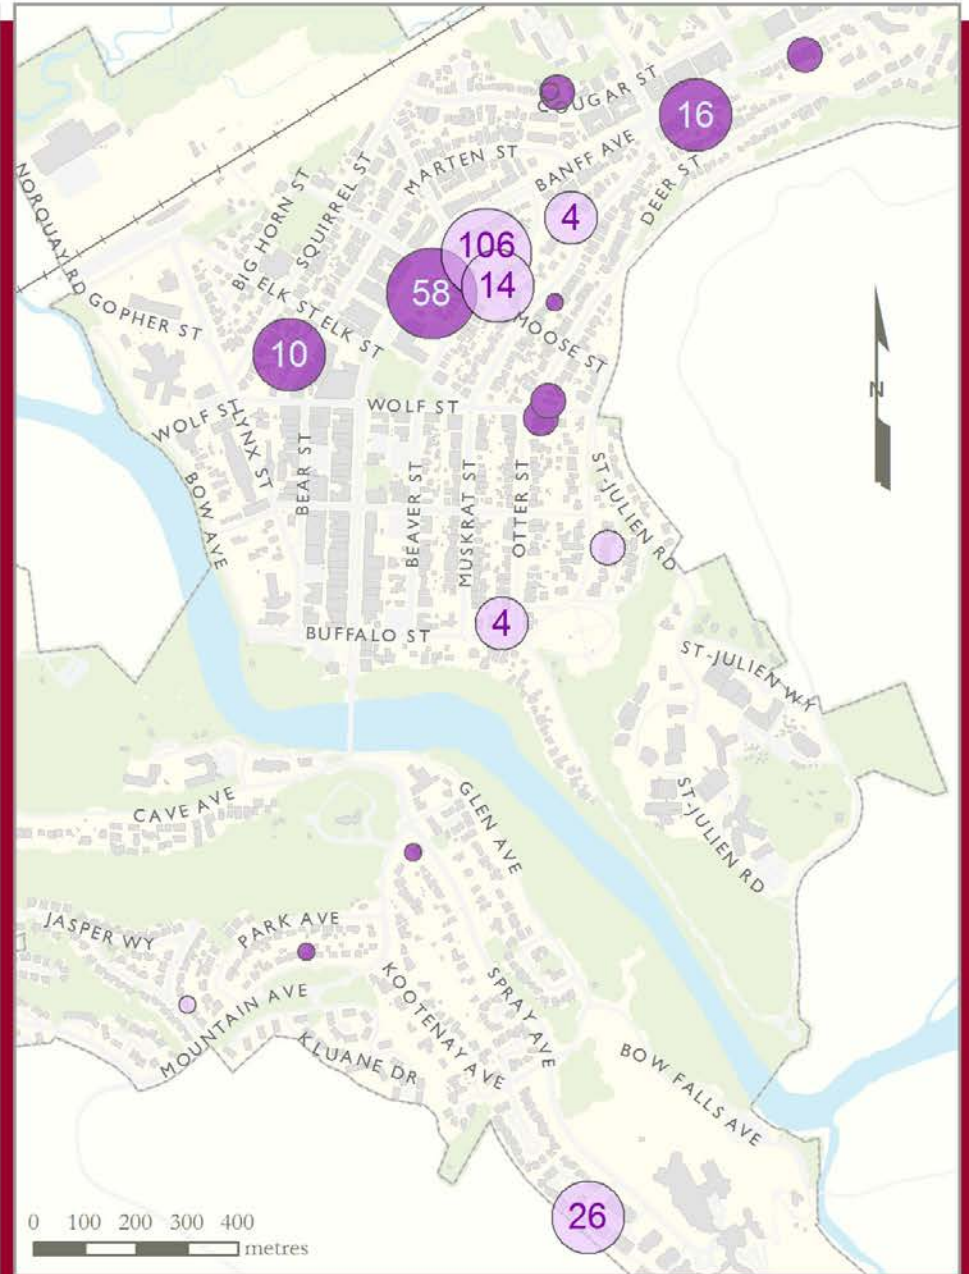 COUGAR ST
16
MARTEN ST
BANFF AVE
NORQUAY RD
BIG HORN ST
SQUIRREL ST
DEER ST
4
106
14
58
ELK ST
ELK ST
GOPHER ST
MOOSE ST
10
N
WOLF ST
WOLF ST
LYNX ST
BEAR ST
BEAVER ST
MUSKRAT ST
OTTER ST
ST-JULIEN RD
BOW AVE
4
BUFFALO ST
ST-JULIEN WY
CAVE AVE
GLEN AVE
ST-JULIEN RD
JASPER WY
PARK AVE
MOUNTAIN AVE
KOOTENAY AVE
SPRAY AVE
KLUANE DR
BOW FALLS AVE
26
0 100 200 300 400
metres